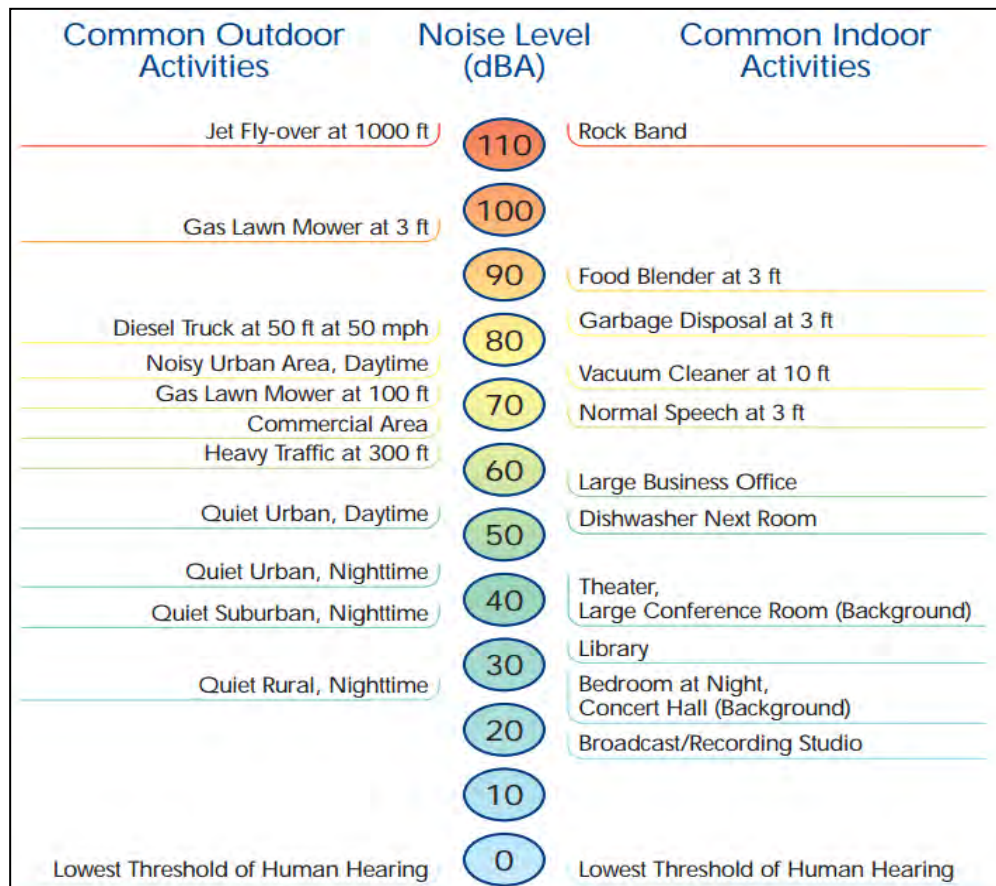 Common Outdoor
Activities
Noise Level
(dBA)
Common Indoor
Activities
Jet Fly-over at 1000 ft
110
Rock Band
100
Gas Lawn Mower at 3 ft
90
Food Blender at 3 ft
Diesel Truck at 50 ft at 50 mph
80
Garbage Disposal at 3 ft
Noisy Urban Area, Daytime
Vacuum Cleaner at 10 ft
Gas Lawn Mower at 100 ft
70
Normal Speech at 3 ft
Commercial Area
Heavy Traffic at 300 ft
60
Large Business Office
Quiet Urban, Daytime
50
Dishwasher Next Room
Quiet Urban, Nighttime
40
Theater,
Large Conference Room (Background)
Quiet Suburban, Nighttime
30
Library
Quiet Rural, Nighttime
Bedroom at Night,
Concert Hall (Background)
20
Broadcast/Recording Studio
10
Lowest Threshold of Human Hearing
0
Lowest Threshold of Human Hearing